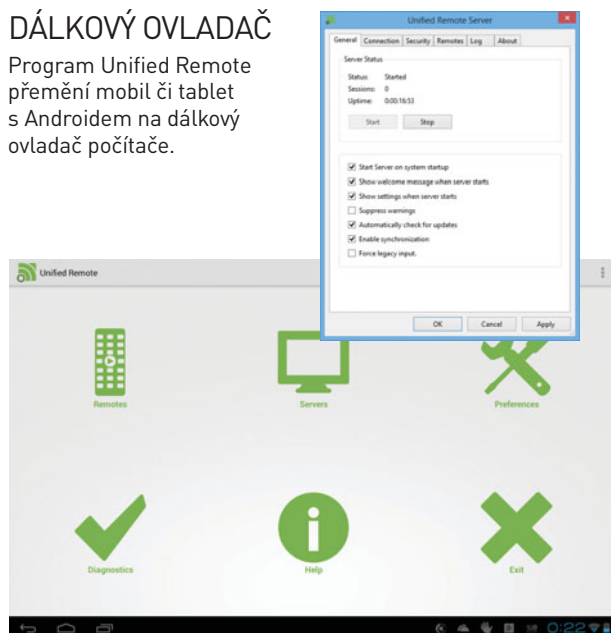 DÁLKOVÝ OVLADAČ
Program Unified Remote
přemění mobil či tablet
s Androidem na dálkový
ovladač počítače.
Unified Remote Server
General Connection Security Remotes Log About
Server Status
Status: Started
Sessions: 0
Uptime: 0:00:16:53
Start Stop
Start Server on system startup
Show welcome message when server starts
Show settings when server starts
Suppress warnings
Automatically check for updates
Enable synchronization
Force legacy input.
OK Cancel Apply
Unified Remote
Remotes Servers Preferences
Diagnostics Help Exit
0:22